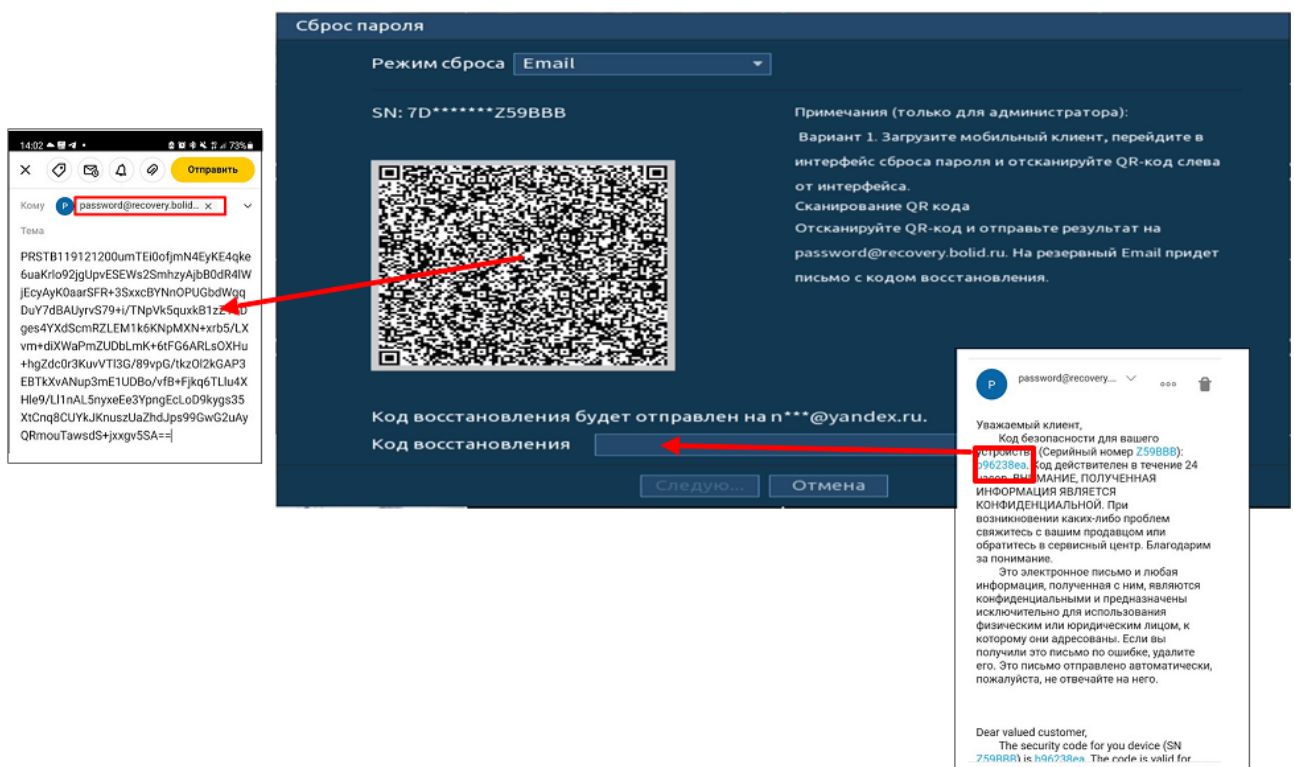 Сброс пароля
Режим сброса Email
SN: 7D*******Z59BBB
Примечания (только для администратора):
Вариант 1. Загрузите мобильный клиент, перейдите в
интерфейс сброса пароля и отсканируйте QR-код слева
от интерфейса.
Сканирование QR кода
Отсканируйте QR-код и отправьте результат на
password@recovery.bolid.ru. На резервный Email придет
письмо с кодом восстановления.
Код восстановления будет отправлен на n***@yandex.ru.
Код восстановления
Следую... Отмена
14:02 73%
Отправить
Кому P password@recovery.bolid.. x
Тема
PRSTB119121200umTEi0ofjmN4EyKE4qke
6uaKrlo92jgUpvESEWs2SmhzyAjbB0dR4lW
jEcyAyK0aarSFR+3SxxcBYNnOPUGbdWgq
DuY7dBAUyrvS79+i/TNpVk5quxkB1zZ
ges4YXdScmRZLEM1k6KNpMXN+xrb5/LX
vm+diXWaPmZUDbLmK+6tFG6ARLsOXHu
+hgZdc0r3KuvVTl3G/89vpG/tkzOl2kGAP3
EBTkXvANup3mE1UDBo/vfB+Fjkq6TLlu4X
Hle9/Ll1nAL5nyxeEe3YpngEcLoD9kygs35
XtCnq8CUYkJKnuszUaZhdJps99GwG2uAy
QRmouTawsdS+jxxgv5SA==
P password@recovery....
Уважаемый клиент,
Код безопасности для вашего
устройства (Серийный номер Z59BBB):
b96238ea. Код действителен в течение 24
часов. ВНИМАНИЕ, ПОЛУЧЕННАЯ
ИНФОРМАЦИЯ ЯВЛЯЕТСЯ
КОНФИДЕНЦИАЛЬНОЙ. При
возникновении каких-либо проблем
свяжитесь с вашим продавцом или
обратитесь в сервисный центр. Благодарим
за понимание.
Это электронное письмо и любая
информация, полученная с ним, являются
конфиденциальными и предназначены
исключительно для использования
физическим или юридическим лицом, к
которому они адресованы. Если вы
получили это письмо по ошибке, удалите
его. Это письмо отправлено автоматически,
пожалуйста, не отвечайте на него.
Dear valued customer,
The security code for you device (SN
Z59BBB) is b96238ea. The code is valid for